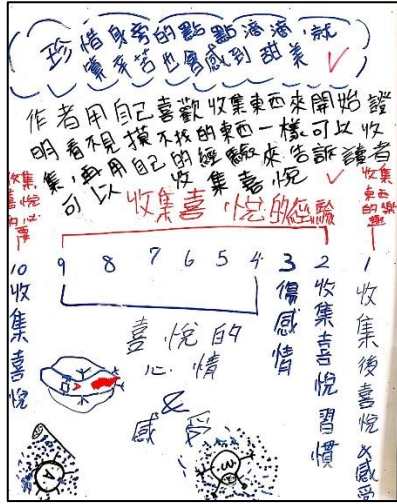 珍惜身旁的點點滴滴,就
嚐辛苦也會感到甜美
作者用自己喜歡收集東西來開始證
明看不見摸不找的東西一樣可以收
集,再用自己的經驗來告訴讀者
可以收集喜悅
收集喜悅的經驗
收集東西的樂趣
收集喜悅必要
1 收集後喜悅&感受
2 收集喜悅習慣
3 傷感情
4
5
6
7
8
9
10 收集喜悅
喜悅的
心情
&
感受
A
M